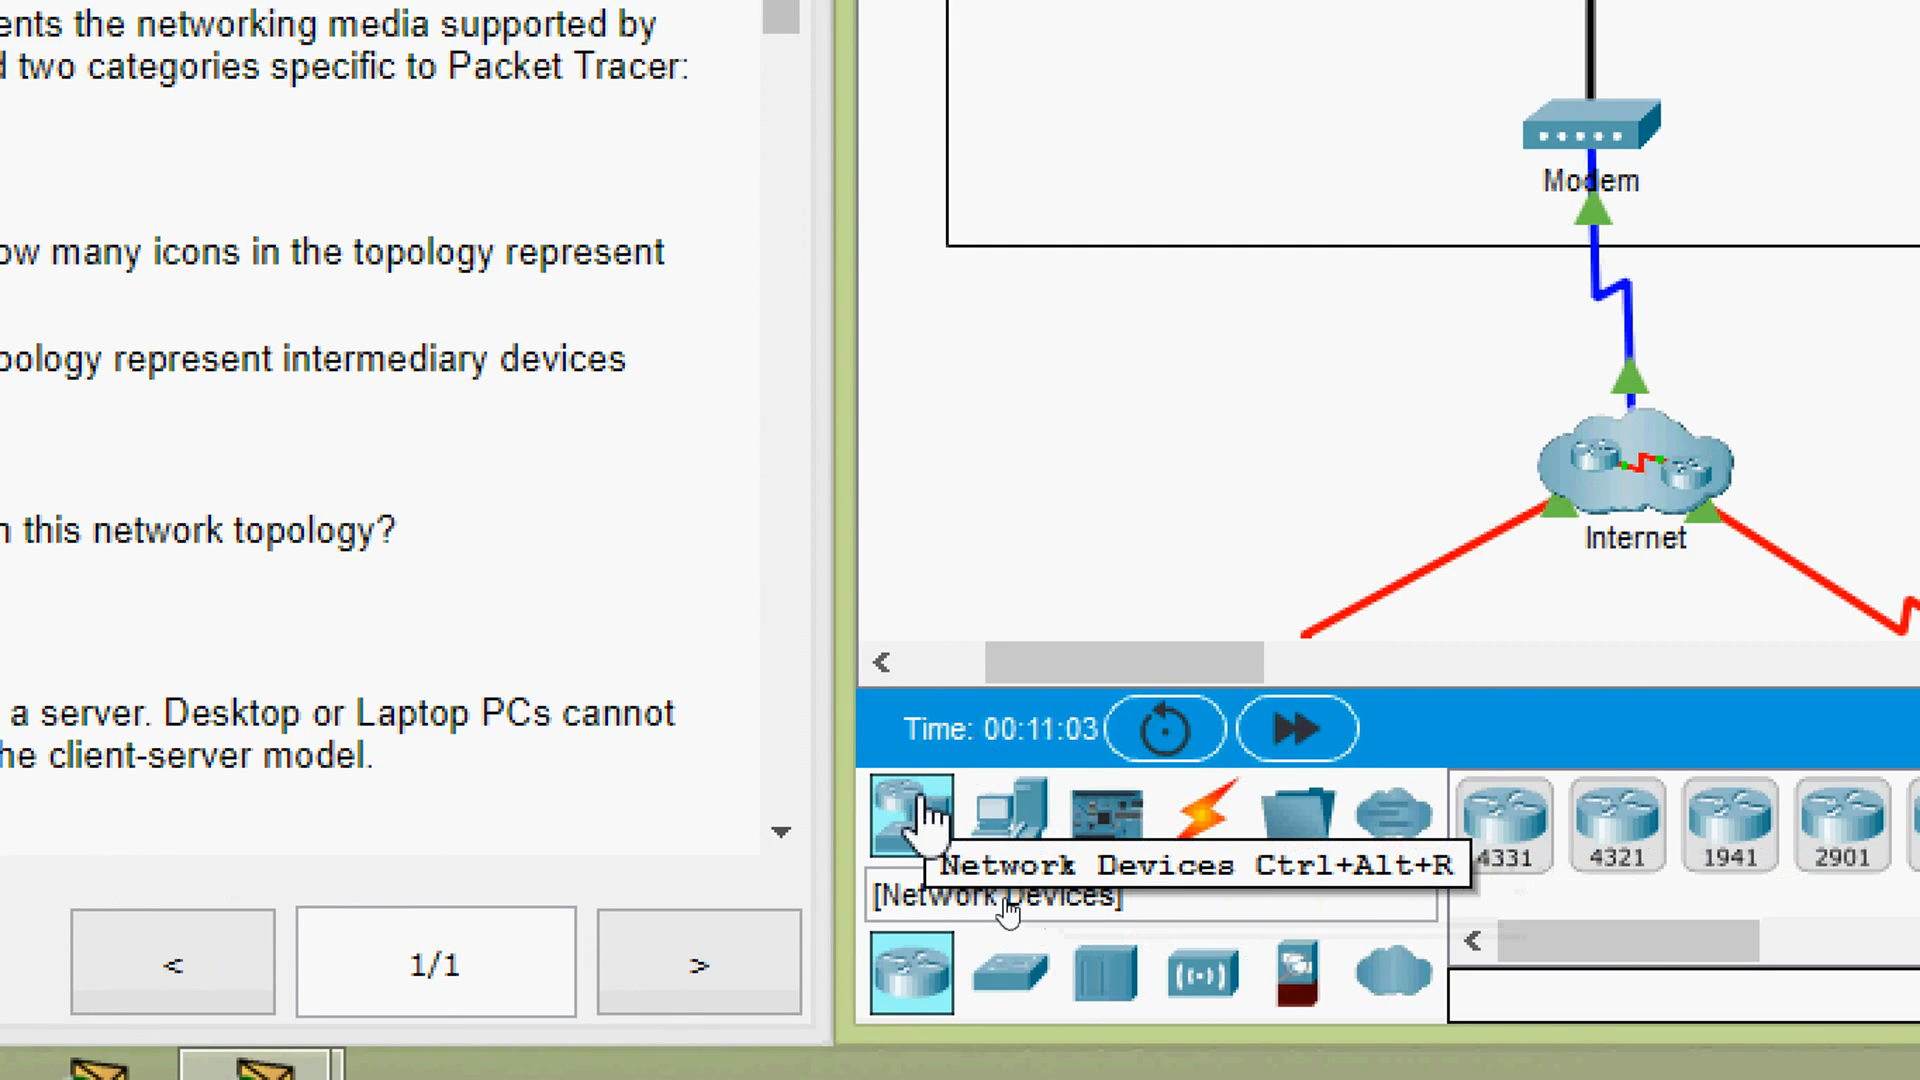 ents the networking media supported by
two categories specific to Packet Tracer:
ow many icons in the topology represent
pology represent intermediary devices
n this network topology?
a server. Desktop or Laptop PCs cannot
he client-server model.
< 1/1 >
Modem
Internet
<
Time: 00:11:03
Network Devices Ctrl+Alt+R
4331 4321 1941 2901
[Network Devices]
<